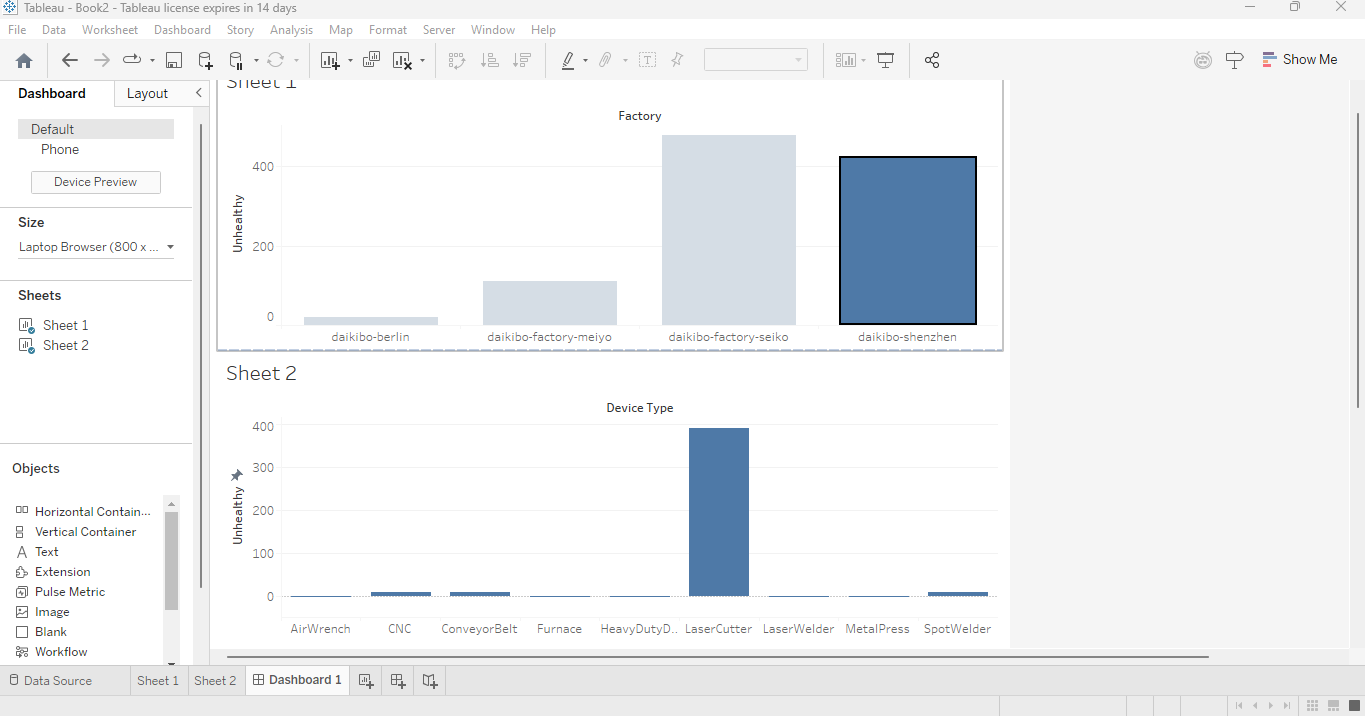 Tableau - Book2 - Tableau license expires in 14 days
File Data Worksheet Dashboard Story Analysis Map Format Server Window Help
Show Me
Dashboard Layout
Default
Phone
Device Preview
Size
Laptop Browser (800 x ...
Sheets
Sheet 1
Sheet 2
Objects
Horizontal Contain...
Vertical Container
Text
Extension
Pulse Metric
Image
Blank
Workflow
Sheet 1
Factory
Unhealthy
400
200
0
daikibo-berlin daikibo-factory-meiyo daikibo-factory-seiko daikibo-shenzhen
Sheet 2
Device Type
Unhealthy
400
300
200
100
0
AirWrench CNC ConveyorBelt Furnace HeavyDutyD.. LaserCutter LaserWelder MetalPress SpotWelder
Data Source Sheet 1 Sheet 2 Dashboard 1